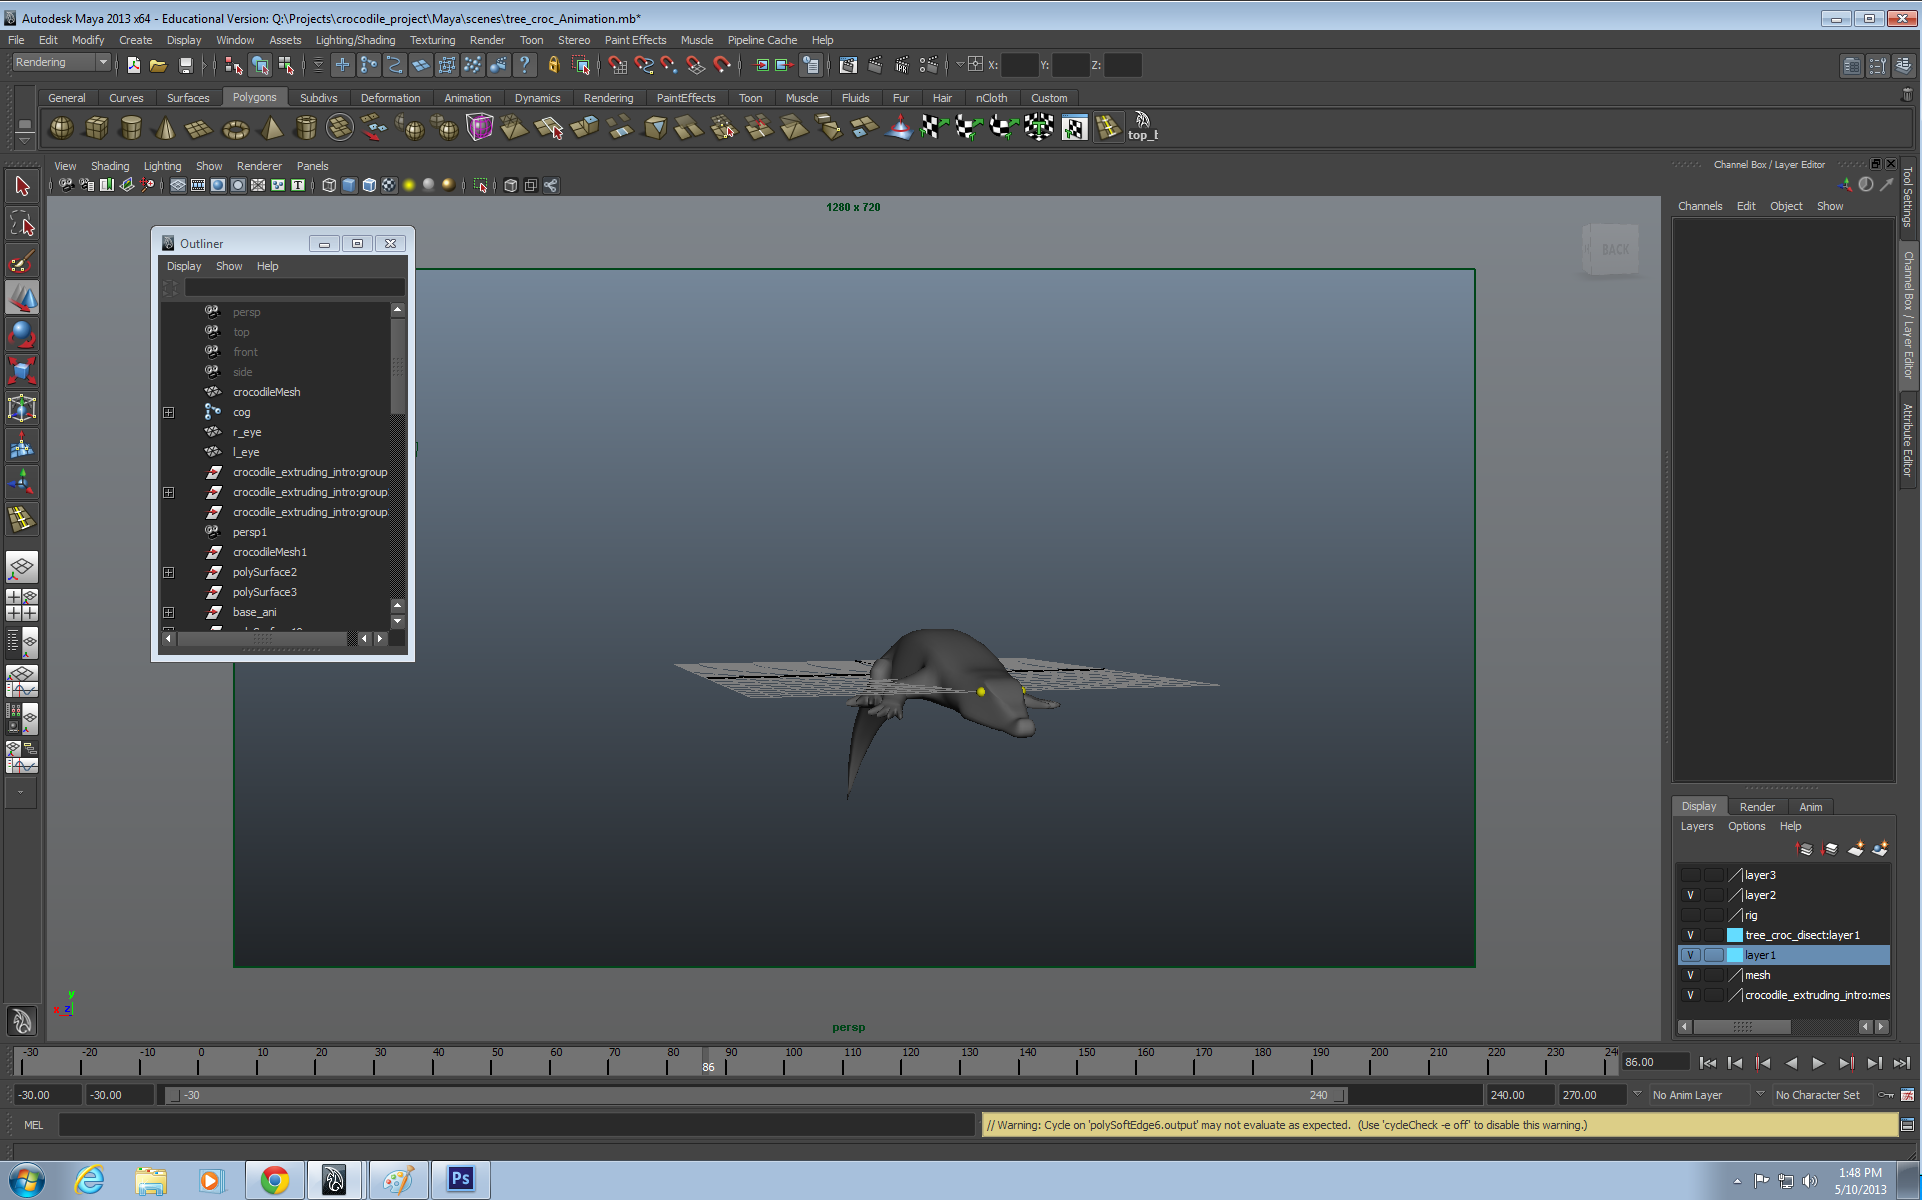 Autodesk Maya 2013 x64 - Educational Version: Q:\Projects\crocodile_project\Maya\scenes\tree_croc_Animation.mb*
File Edit Modify Create Display Window Assets Lighting/Shading Texturing Render Toon Stereo Paint Effects Muscle Pipeline Cache Help
Rendering X: Y: Z:
General Curves Surfaces Polygons Subdivs Deformation Animation Dynamics Rendering PaintEffects Toon Muscle Fluids Fur Hair nCloth Custom
top_t
View Shading Lighting Show Renderer Panels
Channel Box / Layer Editor
Channels Edit Object Show
Tool Settings
Channel Box / Layer Editor
Attribute Editor
1280 x 720
BACK
Outliner
Display Show Help
persp
top
front
side
crocodileMesh
cog
r_eye
l_eye
crocodile_extruding_intro:group
crocodile_extruding_intro:group
crocodile_extruding_intro:group
persp1
crocodileMesh1
polySurface2
polySurface3
base_ani
y
x z
persp
Display Render Anim
Layers Options Help
layer3
V layer2
rig
V tree_croc_disect:layer1
V layer1
V mesh
V crocodile_extruding_intro:mes
-30 -20 -10 0 10 20 30 40 50 60 70 80 90 100 110 120 130 140 150 160 170 180 190 200 210 220 230 24
86
86.00
-30.00 -30.00 -30 240 240.00 270.00 No Anim Layer No Character Set
MEL // Warning: Cycle on 'polySoftEdge6.output' may not evaluate as expected. (Use 'cycleCheck -e off' to disable this warning.)
Ps
1:48 PM
5/10/2013